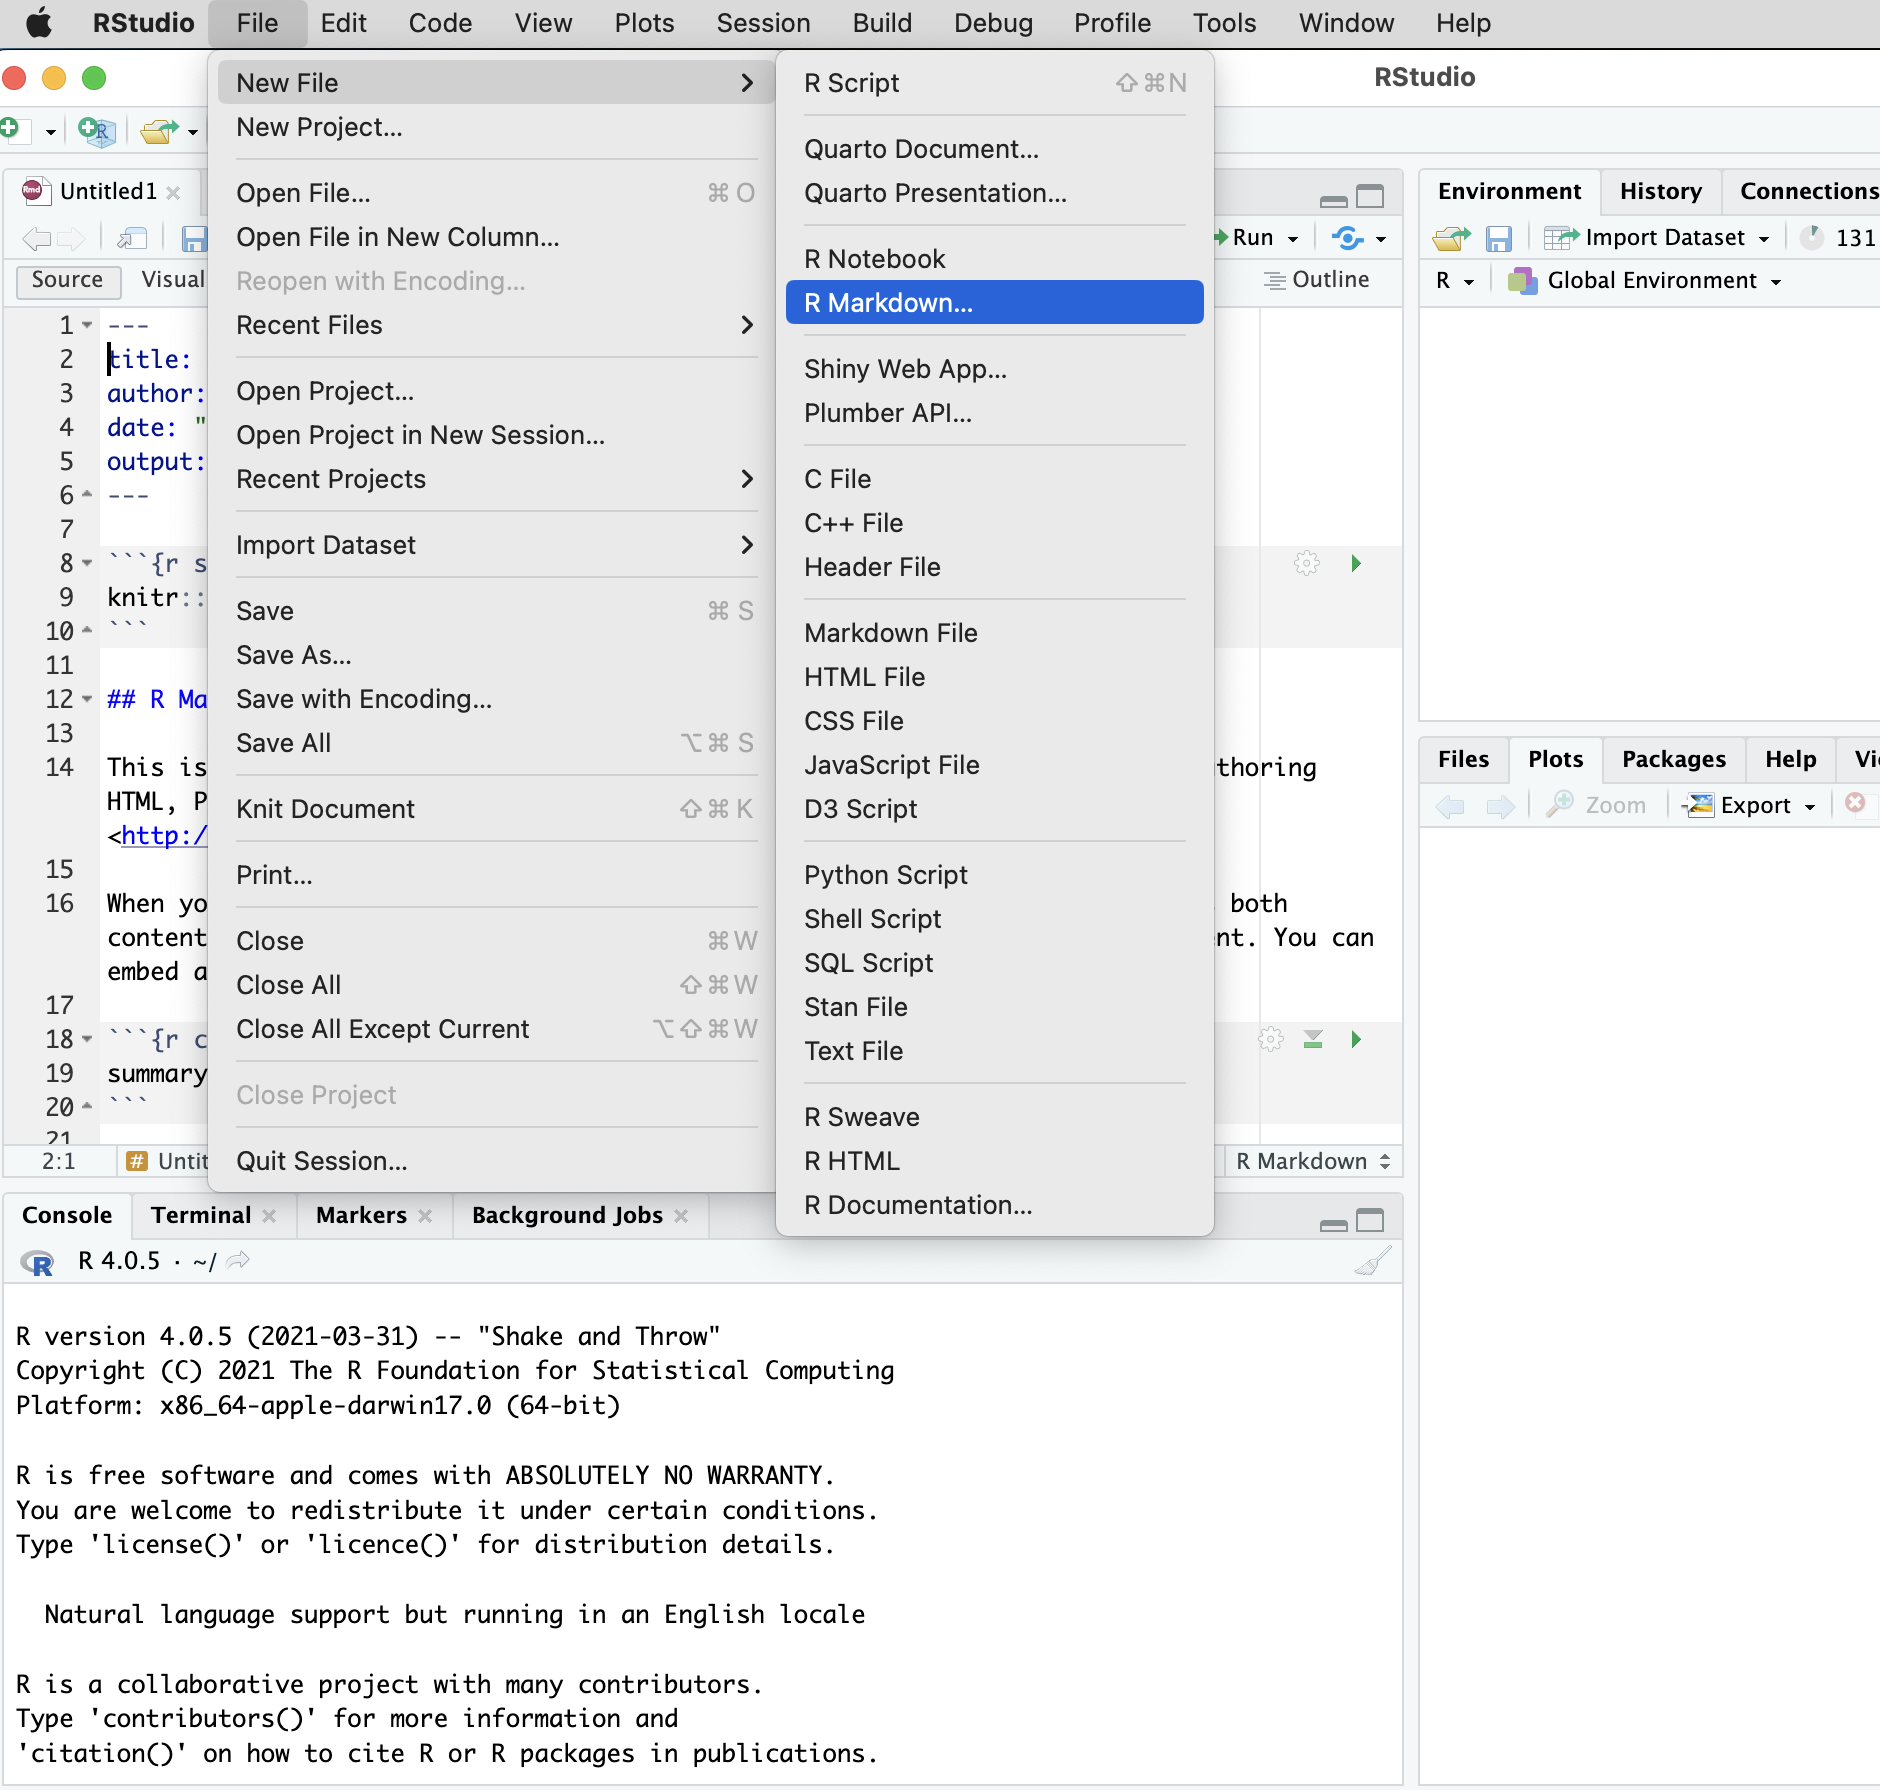 RStudio File Edit Code View Plots Session Build Debug Profile Tools Window Help
RStudio
New File
New Project...
Open File... ⌘ O
Open File in New Column...
Reopen with Encoding...
Recent Files
Open Project...
Open Project in New Session...
Recent Projects
Import Dataset
Save ⌘ S
Save As...
Save with Encoding...
Save All ⌥⌘ S
Knit Document ⇧⌘ K
Print...
Close ⌘W
Close All ⇧⌘W
Close All Except Current ⌥⇧⌘W
Close Project
Quit Session...
R Script ⇧⌘N
Quarto Document...
Quarto Presentation...
R Notebook
R Markdown...
Shiny Web App...
Plumber API...
C File
C++ File
Header File
Markdown File
HTML File
CSS File
JavaScript File
D3 Script
Python Script
Shell Script
SQL Script
Stan File
Text File
R Sweave
R HTML
R Documentation...
Rmd Untitled1
Run
Source Visual
Outline
1 ---
2 title:
3 author:
4 date: "
5 output:
6 ---
7
8 ```{r s
9 knitr::
10 ```
11
12 ## R Ma
13
14 This is thoring
HTML, P
<http:/
15
16 When yo both
content nt. You can
embed a
17
18 ```{r c
19 summary
20 ```
21
2:1 # Untit R Markdown
Console Terminal Markers Background Jobs
R 4.0.5 · ~/
R version 4.0.5 (2021-03-31) -- "Shake and Throw"
Copyright (C) 2021 The R Foundation for Statistical Computing
Platform: x86_64-apple-darwin17.0 (64-bit)
R is free software and comes with ABSOLUTELY NO WARRANTY.
You are welcome to redistribute it under certain conditions.
Type 'license()' or 'licence()' for distribution details.
Natural language support but running in an English locale
R is a collaborative project with many contributors.
Type 'contributors()' for more information and
'citation()' on how to cite R or R packages in publications.
Environment History Connections
Import Dataset 131
R Global Environment
Files Plots Packages Help Vi
Zoom Export